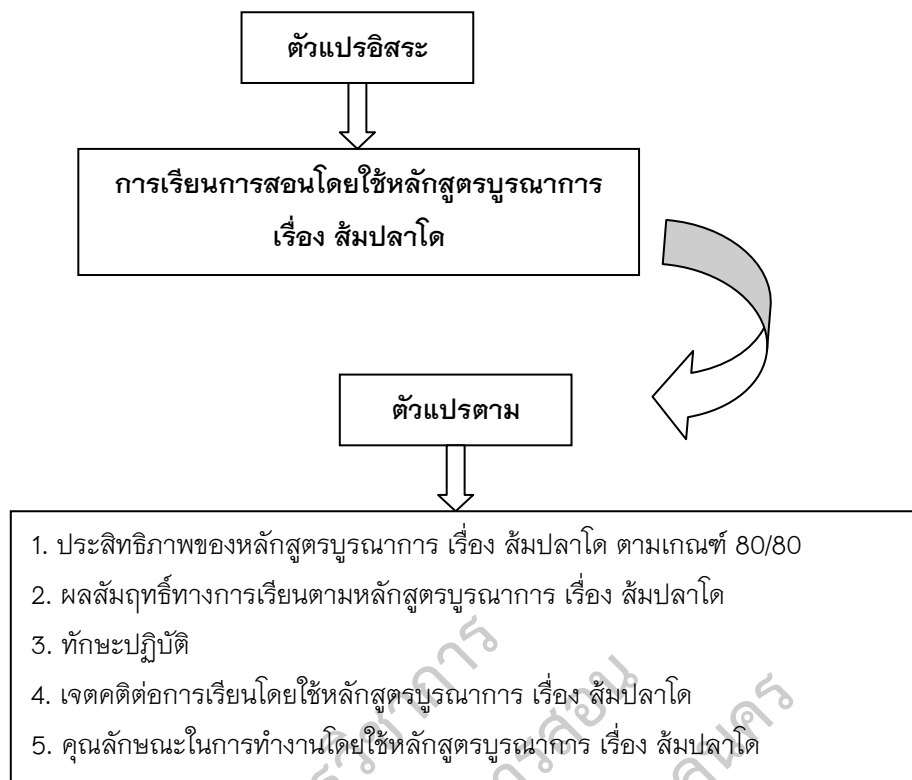 ตัวแปรอิสระ
การเรียนการสอนโดยใช้หลักสูตรบูรณาการ
เรื่อง ส้มปลาโด
ตัวแปรตาม
1. ประสิทธิภาพของหลักสูตรบูรณาการ เรื่อง ส้มปลาโด ตามเกณฑ์ 80/80
2. ผลสัมฤทธิ์ทางการเรียนตามหลักสูตรบูรณาการ เรื่อง ส้มปลาโด
3. ทักษะปฏิบัติ
4. เจตคติต่อการเรียนโดยใช้หลักสูตรบูรณาการ เรื่อง ส้มปลาโด
5. คุณลักษณะในการทำงานโดยใช้หลักสูตรบูรณาการ เรื่อง ส้มปลาโด